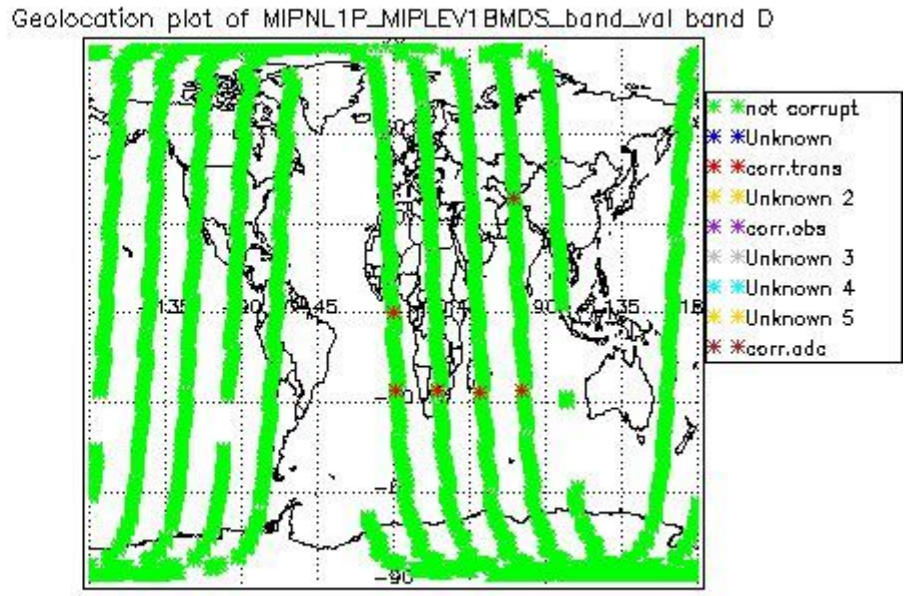 Geolocation plot of MIPNL1P_MIPLEV1BMDS_band_val band D
not corrupt
Unknown
corr.trans
Unknown 2
corr.obs
Unknown 3
Unknown 4
Unknown 5
corr.adc
135
90
45
90
135
-90